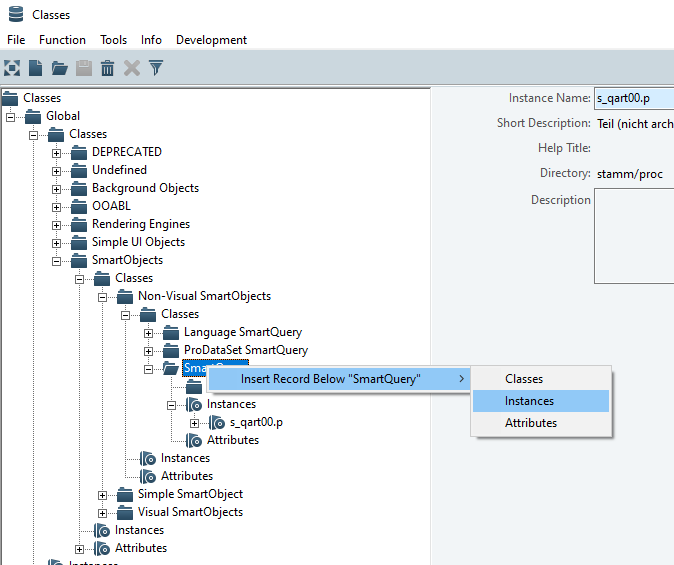 Classes
File Function Tools Info Development
Classes
Global
Classes
DEPRECATED
Undefined
Background Objects
OOABL
Rendering Engines
Simple UI Objects
SmartObjects
Classes
Non-Visual SmartObjects
Classes
Language SmartQuery
ProDataSet SmartQuery
Insert Record Below "SmartQuery"
Classes
Instances
Attributes
Instances
s_qart00.p
Attributes
Instances
Attributes
Simple SmartObject
Visual SmartObjects
Instances
Attributes
Instance Name: s_qart00.p
Short Description: Teil (nicht arch
Help Title:
Directory: stamm/proc
Description